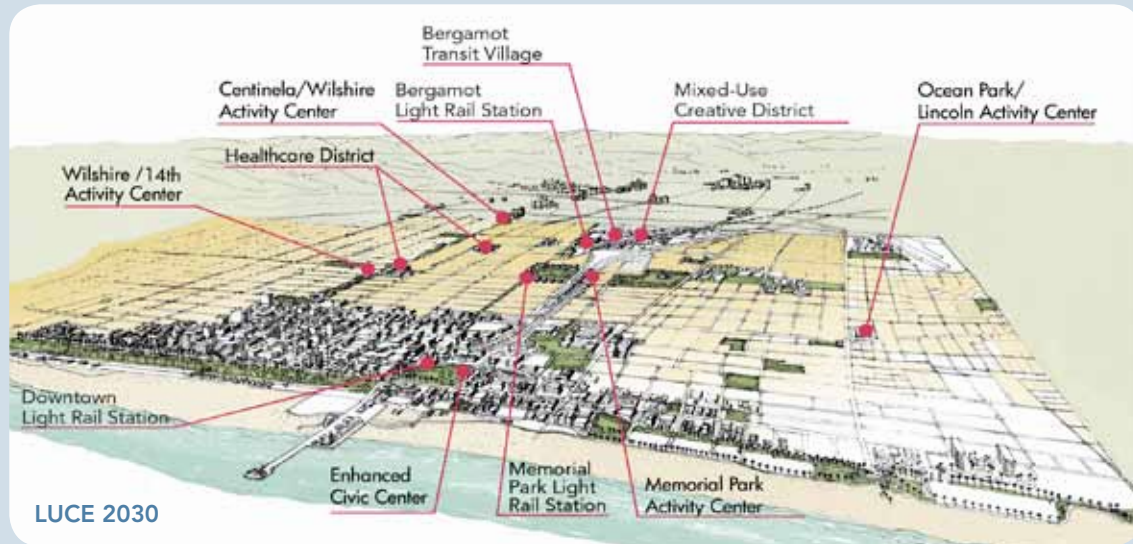 Bergamot
Transit Village
Centinela/Wilshire
Activity Center
Bergamot
Light Rail Station
Mixed-Use
Creative District
Ocean Park/
Lincoln Activity Center
Healthcare District
Wilshire /14th
Activity Center
Downtown
Light Rail Station
Enhanced
Civic Center
Memorial
Park Light
Rail Station
Memorial Park
Activity Center
LUCE 2030